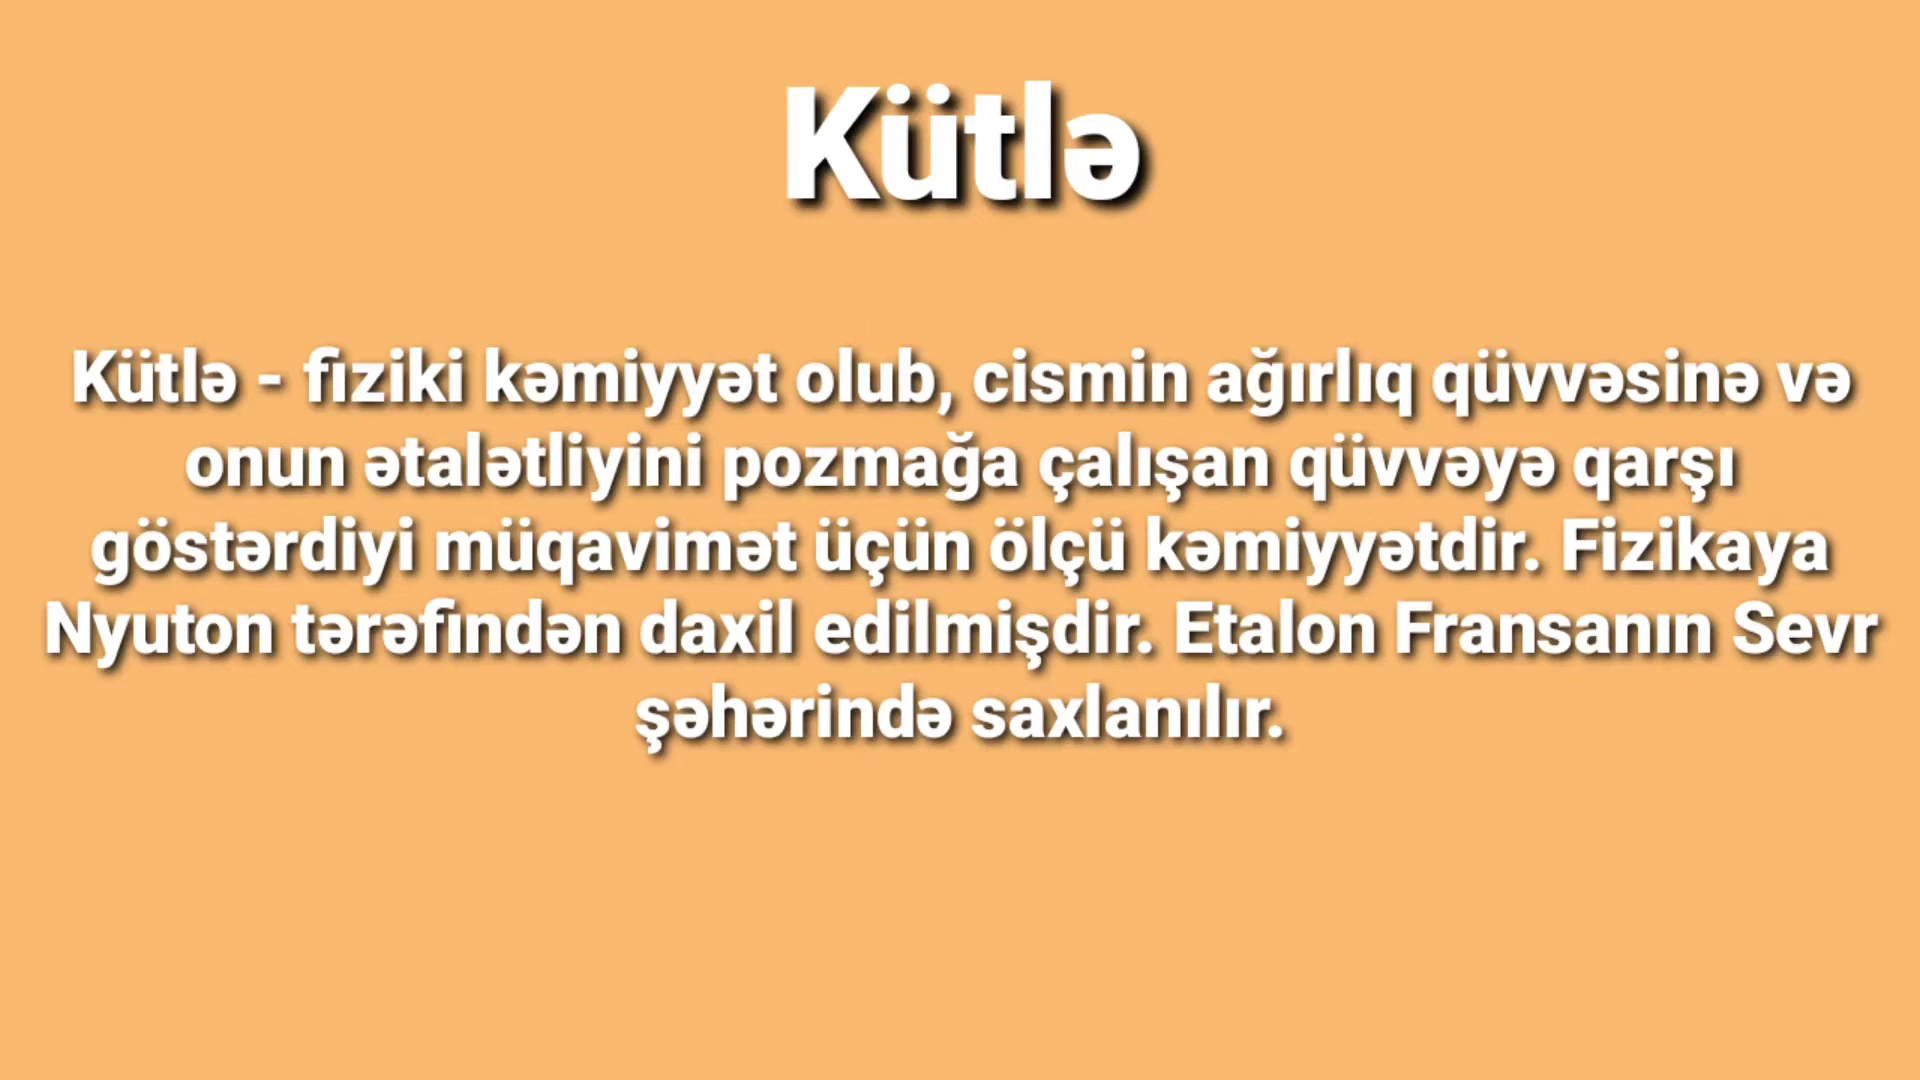 Kütlə
Kütlə - fiziki kəmiyyət olub, cismin ağırlıq qüvvəsinə və
onun ətalətliyini pozmağa çalışan qüvvəyə qarşı
göstərdiyi müqavimət üçün ölçü kəmiyyətdir. Fizikaya
Nyuton tərəfindən daxil edilmişdir. Etalon Fransanın Sevr
şəhərində saxlanılır.